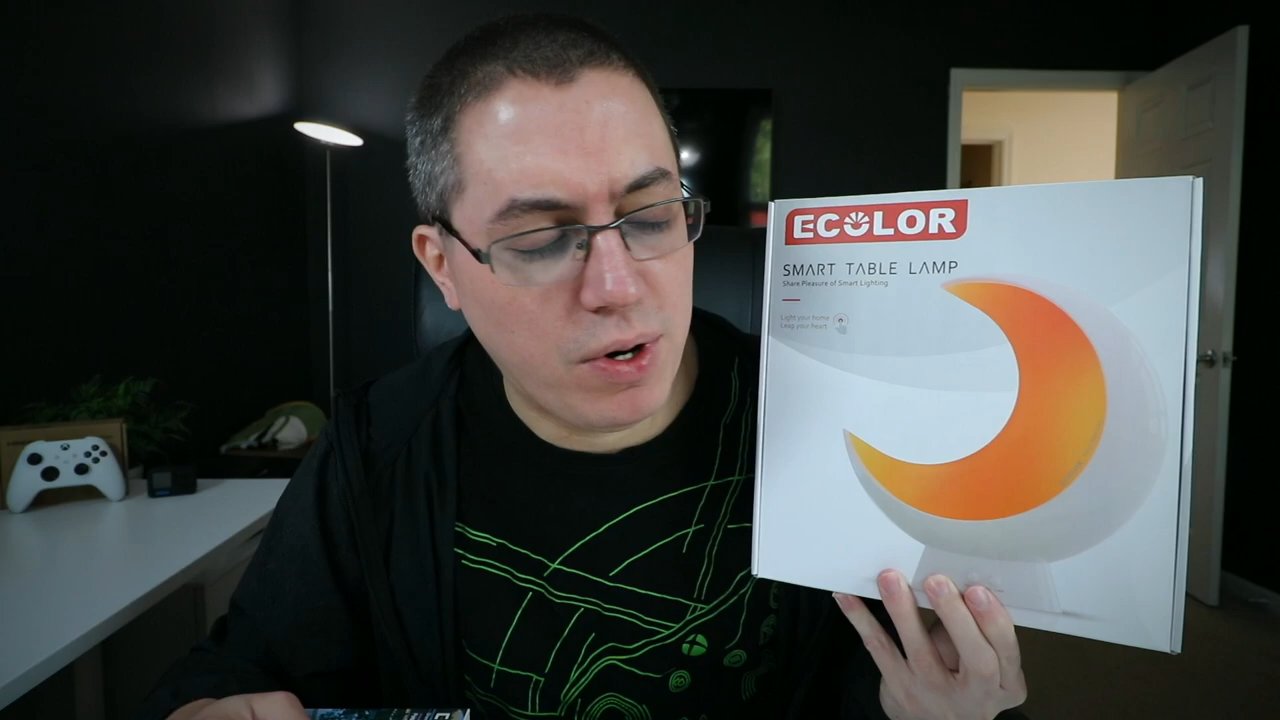 ECOLOR
SMART TABLE LAMP
Share Pleasure of Smart Lighting
Light your home
Leap your heart